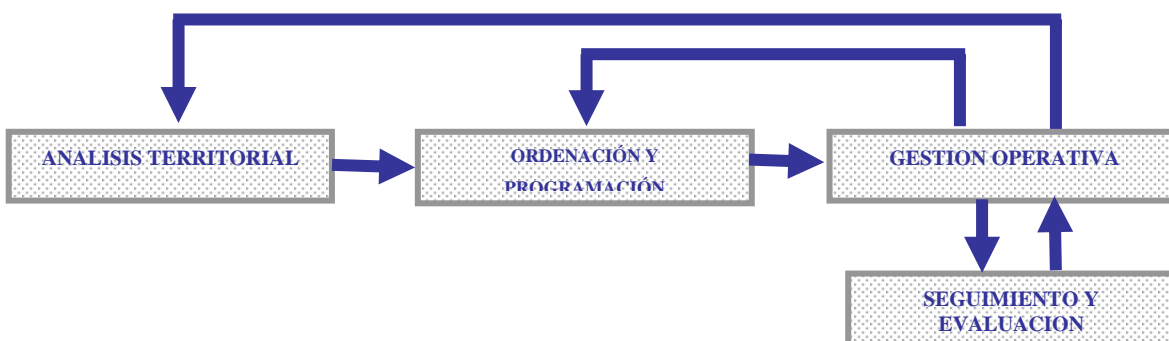 ANALISIS TERRITORIAL
ORDENACIÓN Y
PROGRAMACIÓN
GESTION OPERATIVA
SEGUIMIENTO Y
EVALUACION